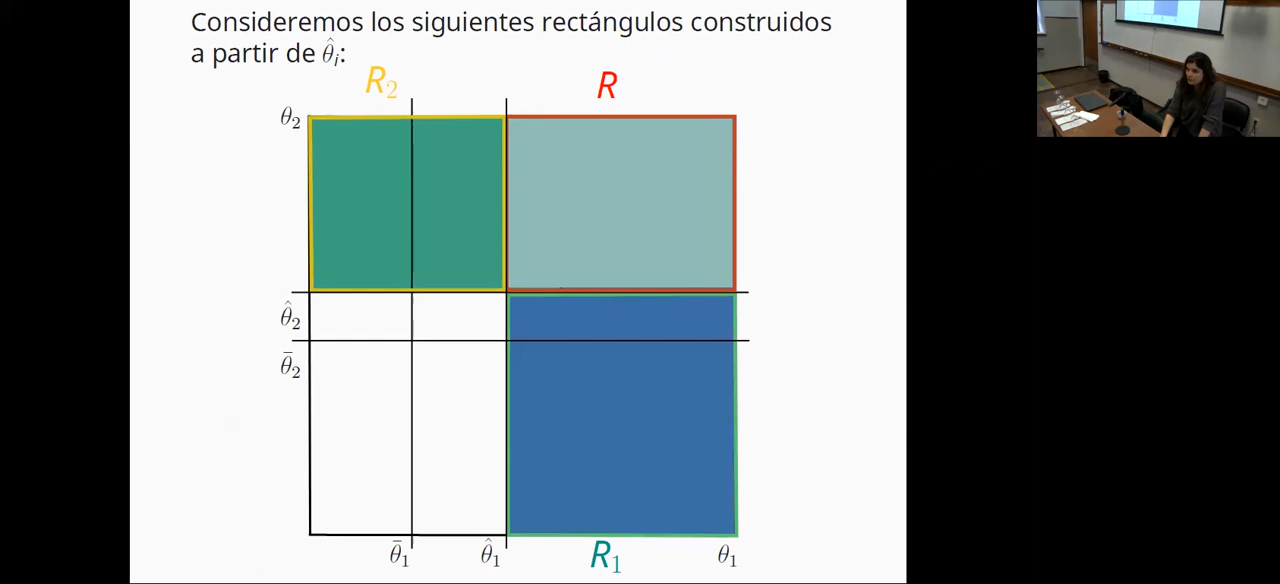 Consideremos los siguientes rectángulos construidos
a partir de θ̂ᵢ:
R₂
R
θ₂
θ̂₂
θ̄₂
θ̄₁
θ̂₁
R₁
θ₁